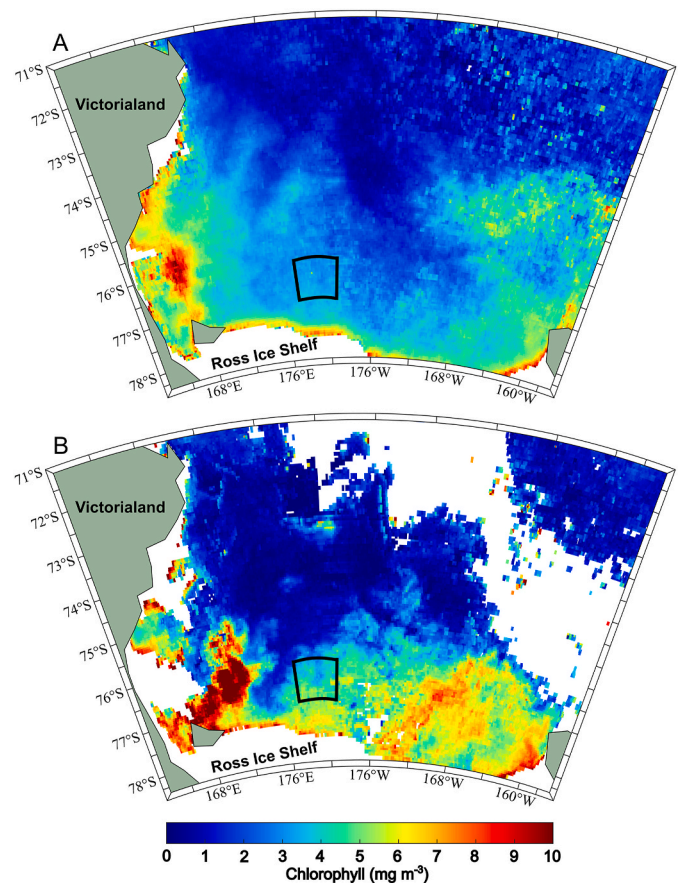 A
71°S
72°S
73°S
74°S
75°S
76°S
77°S
78°S
Victorialand
Ross Ice Shelf
168°E
176°E
176°W
168°W
160°W
B
71°S
72°S
73°S
74°S
75°S
76°S
77°S
78°S
Victorialand
Ross Ice Shelf
168°E
176°E
176°W
168°W
160°W
0 1 2 3 4 5 6 7 8 9 10
Chlorophyll (mg m⁻³)